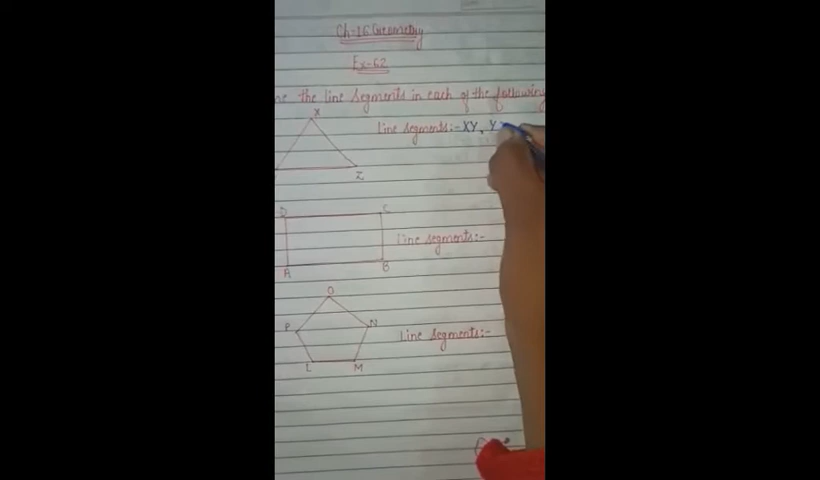 Ch-16 Geometry
Ex-62
the line segments in each of the following
X
Line segments:- XY, Y
Z
D
C
Line segments:-
A
B
O
P
N
Line segments:-
L
M